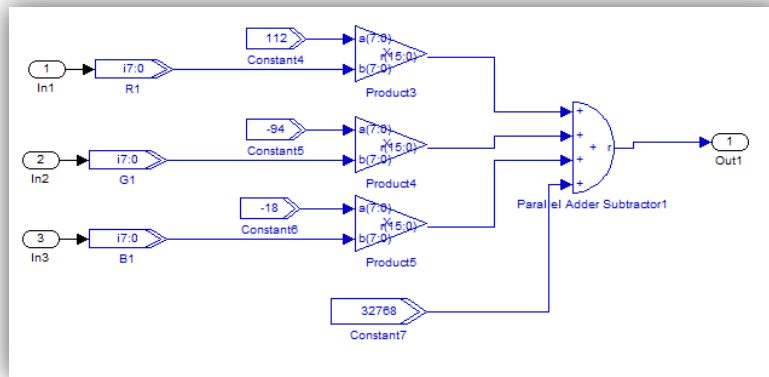 112
a(7:0)
Constant4
X
r(15:0)
1
i7:0
b(7:0)
In1
R1
Product3
-94
a(7:0)
Constant5
X
r(15:0)
2
i7:0
b(7:0)
In2
G1
Product4
-18
a(7:0)
Constant6
X
r(15:0)
3
i7:0
b(7:0)
In3
B1
Product5
+
+
+
+
+ r
Parallel Adder Subtractor1
1
Out1
32768
Constant7